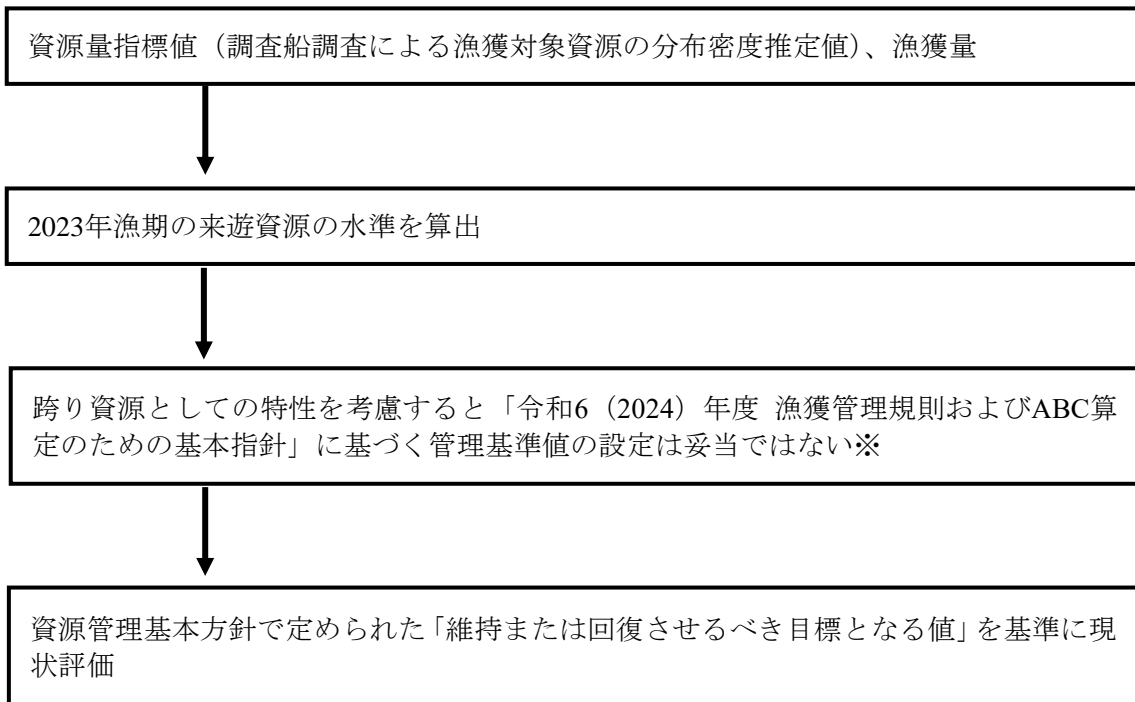 資源量指標値（調査船調査による漁獲対象資源の分布密度推定値）、漁獲量
2023年漁期の来遊資源の水準を算出
跨り資源としての特性を考慮すると「令和6（2024）年度 漁獲管理規則およびABC算
定のための基本指針」に基づく管理基準値の設定は妥当ではない※
資源管理基本方針で定められた「維持または回復させるべき目標となる値」を基準に現
状評価